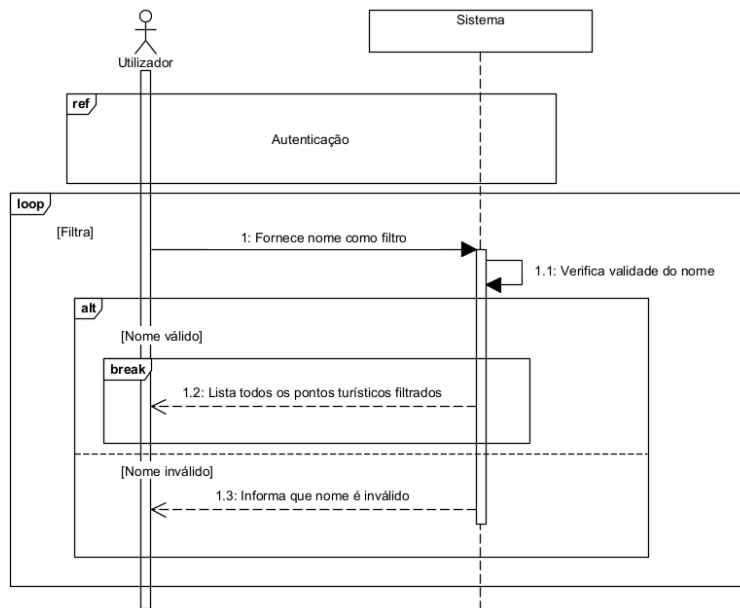 Sistema
Utilizador
ref
Autenticação
loop
[Filtra]
1: Fornece nome como filtro
1.1: Verifica validade do nome
alt
[Nome válido]
break
1.2: Lista todos os pontos turísticos filtrados
[Nome inválido]
1.3: Informa que nome é inválido